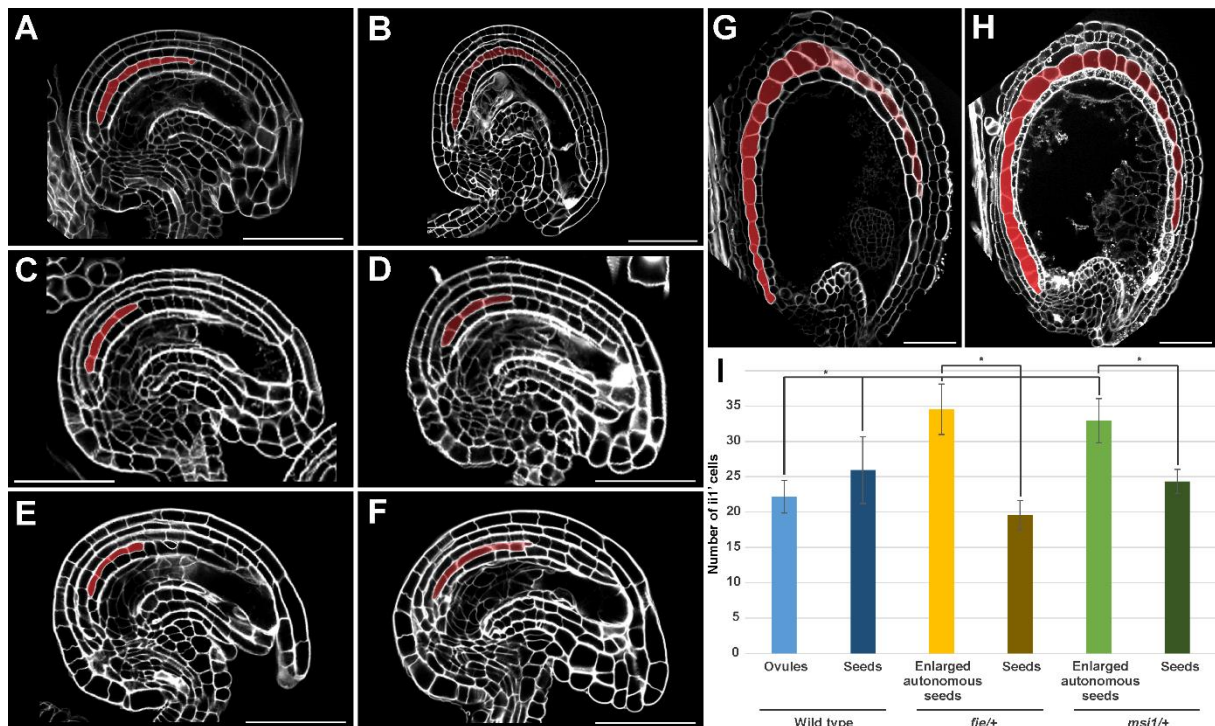 A
B
G
H
C
D
E
F
I
Number of ii1' cells
35
30
25
20
15
10
5
0
* * *
Ovules
Seeds
Enlarged
autonomous
seeds
Seeds
Enlarged
autonomous
seeds
Seeds
Wild type
fie/+
msi1/+